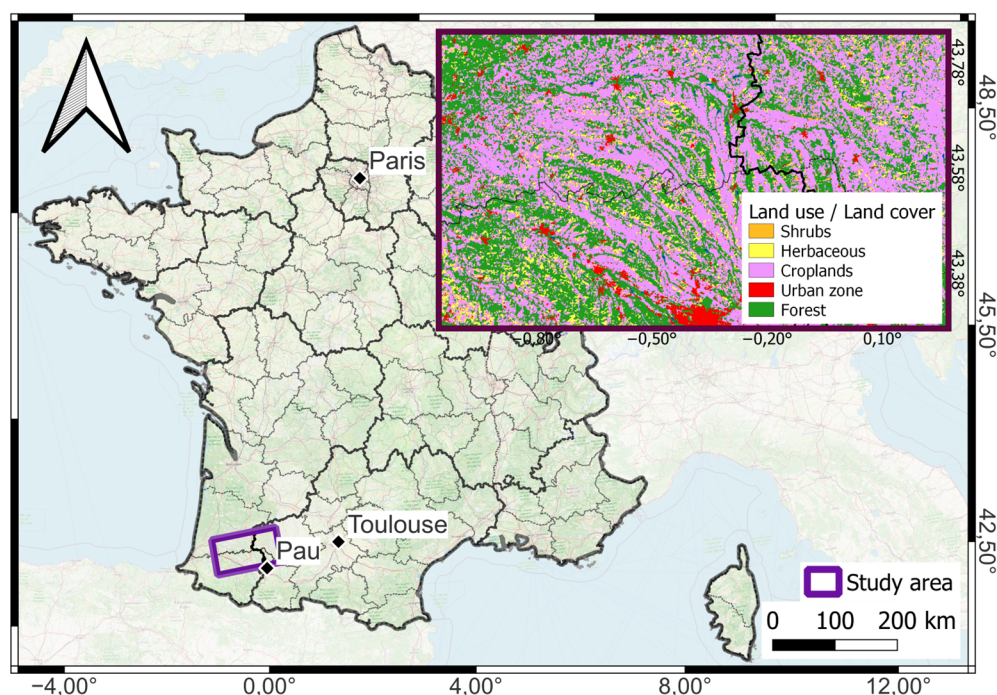 Paris
Toulouse
Pau
Land use / Land cover
Shrubs
Herbaceous
Croplands
Urban zone
Forest
43.78°
43.58°
43.38°
−0,80°
−0,50°
−0,20°
0,10°
48,50°
45,50°
42,50°
Study area
0 100 200 km
−4,00°
0,00°
4,00°
8,00°
12,00°